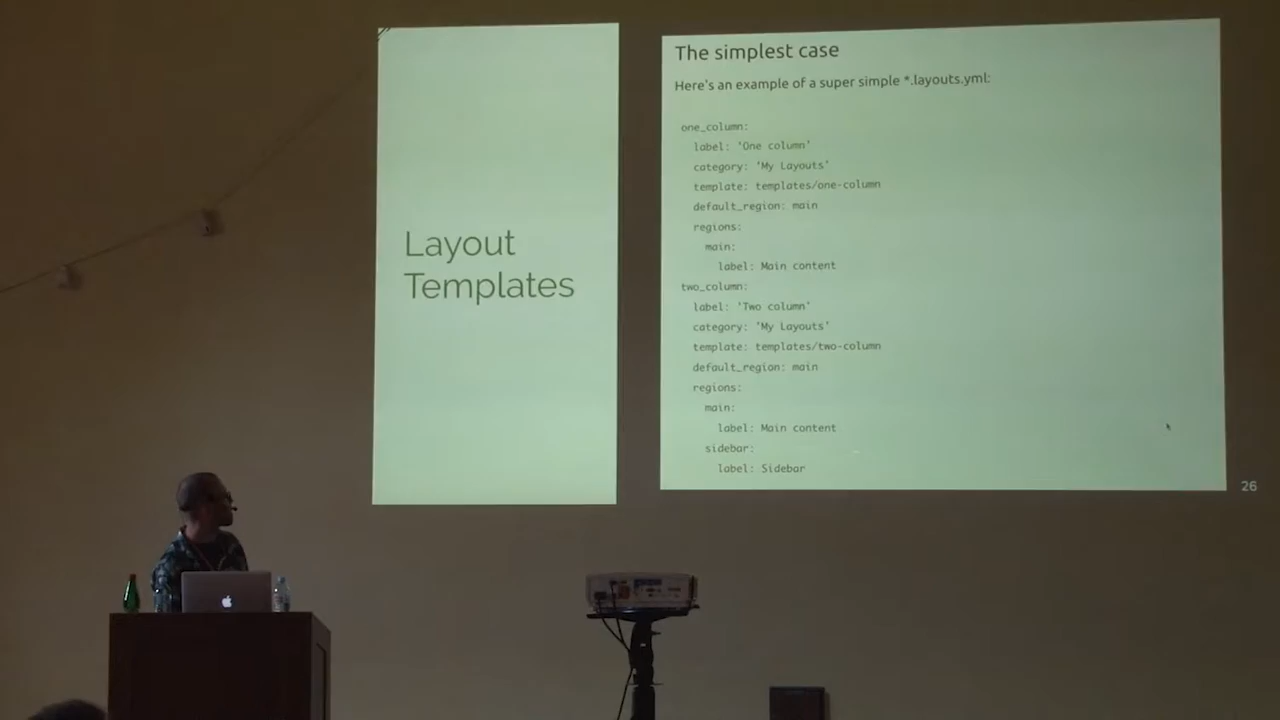 Layout
Templates
The simplest case
Here's an example of a super simple *.layouts.yml:
one_column:
label: 'One column'
category: 'My Layouts'
template: templates/one-column
default_region: main
regions:
main:
label: Main content
two_column:
label: 'Two column'
category: 'My Layouts'
template: templates/two-column
default_region: main
regions:
main:
label: Main content
sidebar:
label: Sidebar
26